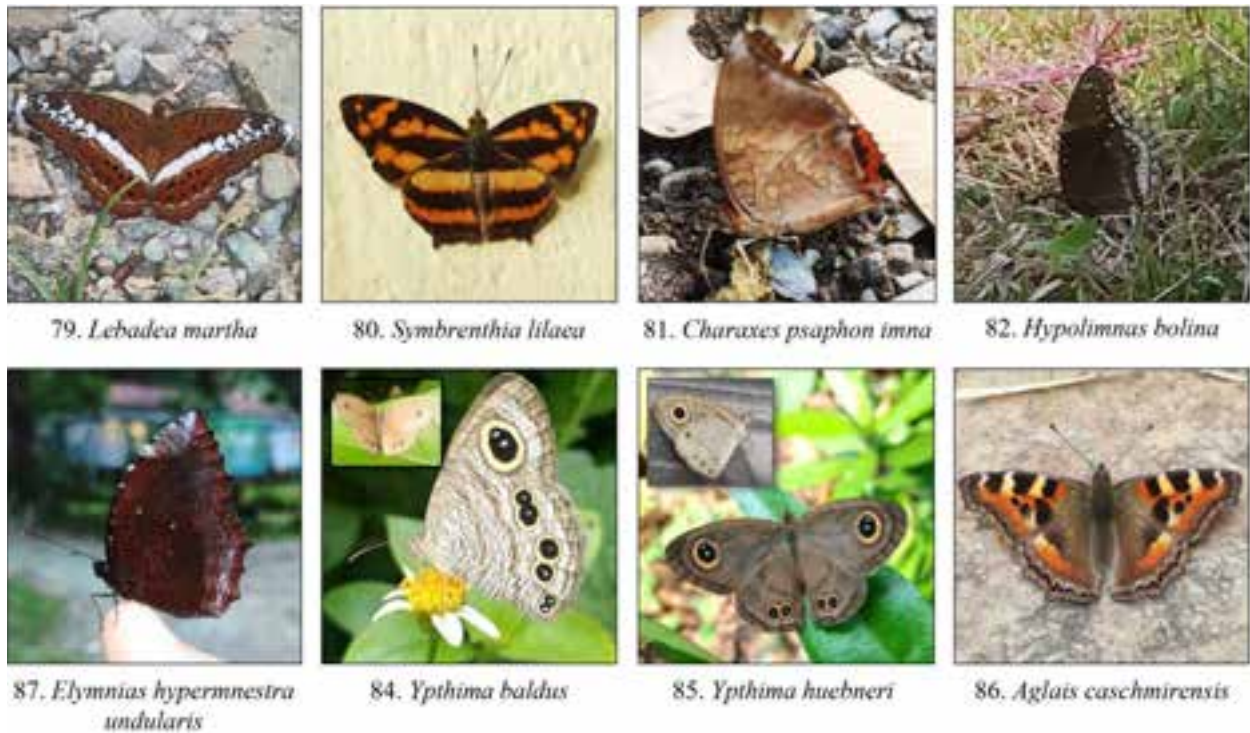 79. Lebadea martha
80. Symbrenthia lilaea
81. Charaxes psaphon imna
82. Hypolimnas bolina
87. Elymnias hypermnestra
undularis
84. Ypthima baldus
85. Ypthima huebneri
86. Aglais caschmirensis